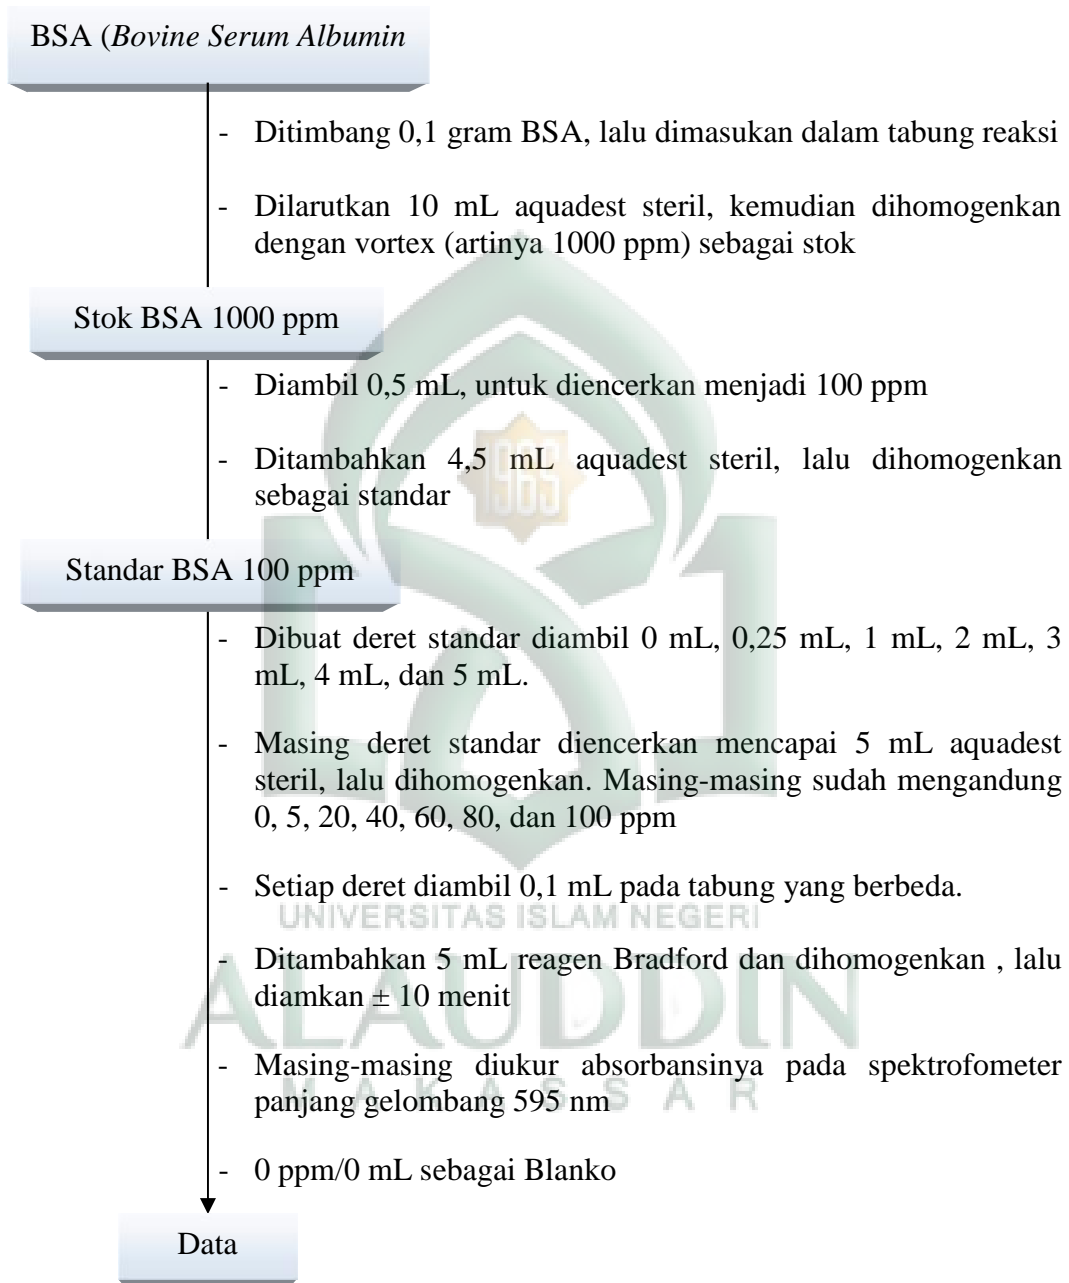 BSA (Bovine Serum Albumin
- Ditimbang 0,1 gram BSA, lalu dimasukan dalam tabung reaksi
- Dilarutkan 10 mL aquadest steril, kemudian dihomogenkan
dengan vortex (artinya 1000 ppm) sebagai stok
Stok BSA 1000 ppm
- Diambil 0,5 mL, untuk diencerkan menjadi 100 ppm
- Ditambahkan 4,5 mL aquadest steril, lalu dihomogenkan
sebagai standar
1965
Standar BSA 100 ppm
- Dibuat deret standar diambil 0 mL, 0,25 mL, 1 mL, 2 mL, 3
mL, 4 mL, dan 5 mL.
- Masing deret standar diencerkan mencapai 5 mL aquadest
steril, lalu dihomogenkan. Masing-masing sudah mengandung
0, 5, 20, 40, 60, 80, dan 100 ppm
- Setiap deret diambil 0,1 mL pada tabung yang berbeda.
UNIVERSITAS ISLAM NEGERI
- Ditambahkan 5 mL reagen Bradford dan dihomogenkan , lalu
diamkan ± 10 menit
ALAUDDIN
- Masing-masing diukur absorbansinya pada spektrofometer
panjang gelombang 595 nm
MAKASSAR
- 0 ppm/0 mL sebagai Blanko
Data